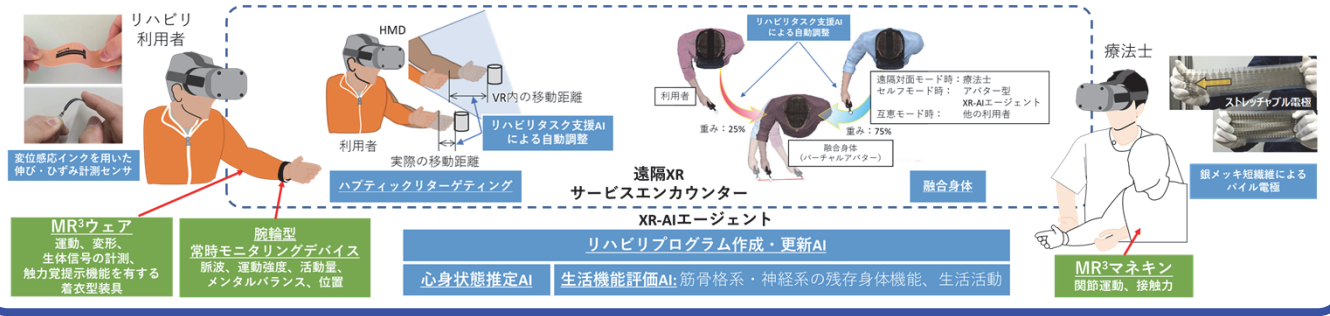 リハビリ
利用者
変位感応インクを用いた
伸び・ひずみ計測センサ
MR³ウェア
運動、変形、
生体信号の計測、
触力覚提示機能を有する
着衣型装具
腕輪型
常時モニタリングデバイス
脈波、運動強度、活動量、
メンタルバランス、位置
HMD
VR内の移動距離
利用者
リハビリタスク支援AI
による自動調整
実際の移動距離
ハプティックリターゲティング
遠隔XR
サービスエンカウンター
リハビリタスク支援AI
による自動調整
利用者
遠隔対面モード時：療法士
セルフモード時： アバター型
XR-AIエージェント
互恵モード時： 他の利用者
重み：25%
重み：75%
融合身体
（バーチャルアバター）
融合身体
XR-AIエージェント
リハビリプログラム作成・更新AI
心身状態推定AI
生活機能評価AI: 筋骨格系・神経系の残存身体機能、生活活動
療法士
ストレッチャブル電極
銀メッキ短繊維による
パイル電極
MR³マネキン
関節運動、接触力